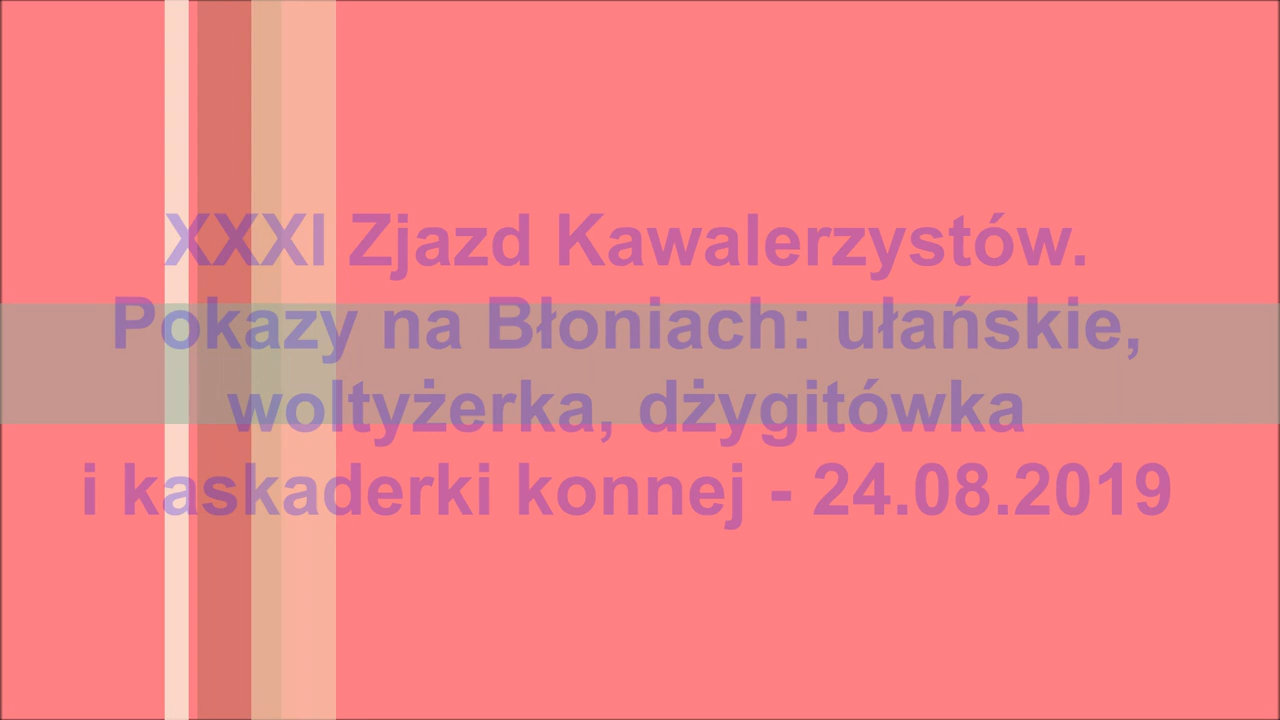 XXXI Zjazd Kawalerzystów.
Pokazy na Błoniach: ułańskie,
woltyżerka, dżygitówka
i kaskaderki konnej - 24.08.2019